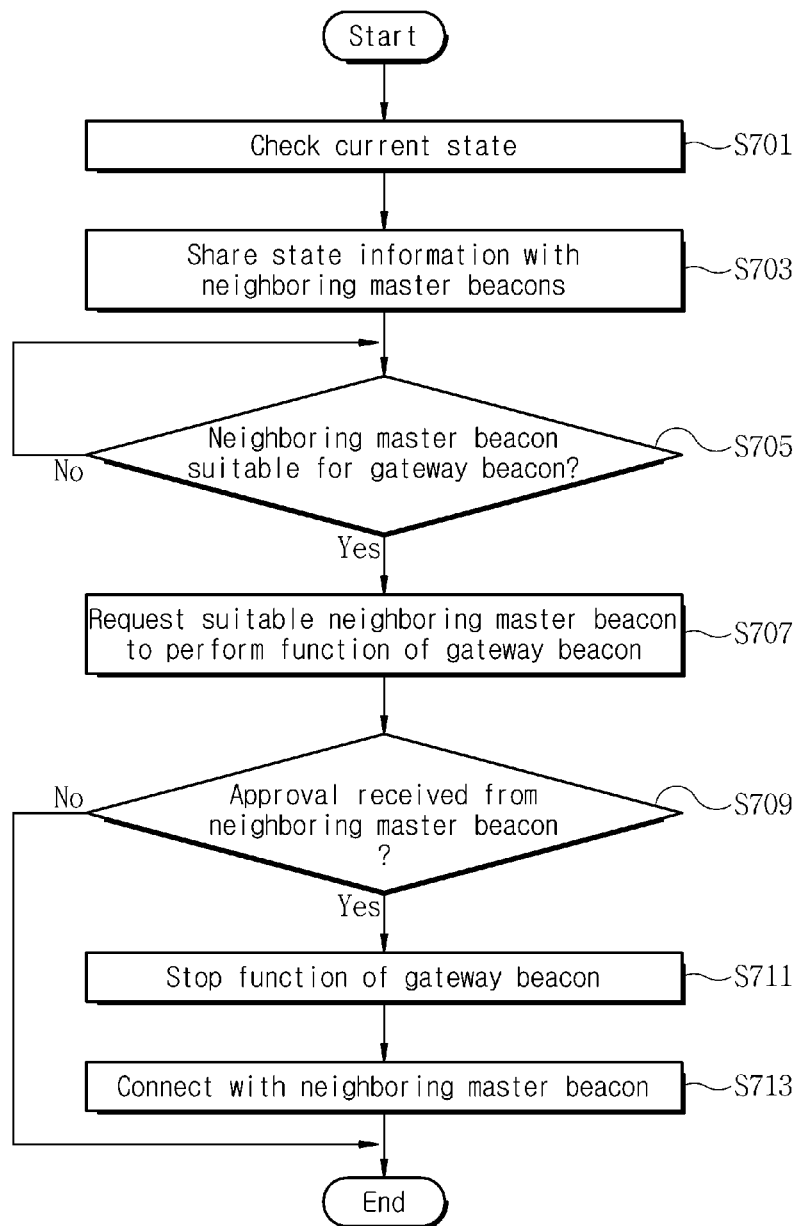 Start
Check current state
S701
Share state information with
neighboring master beacons
S703
Neighboring master beacon
suitable for gateway beacon?
S705
No
Yes
Request suitable neighboring master beacon
to perform function of gateway beacon
S707
No
Approval received from
neighboring master beacon
?
S709
Yes
Stop function of gateway beacon
S711
Connect with neighboring master beacon
S713
End